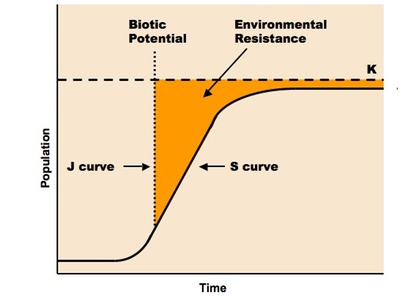 Biotic
Potential
Environmental
Resistance
K
J curve
S curve
Population
Time